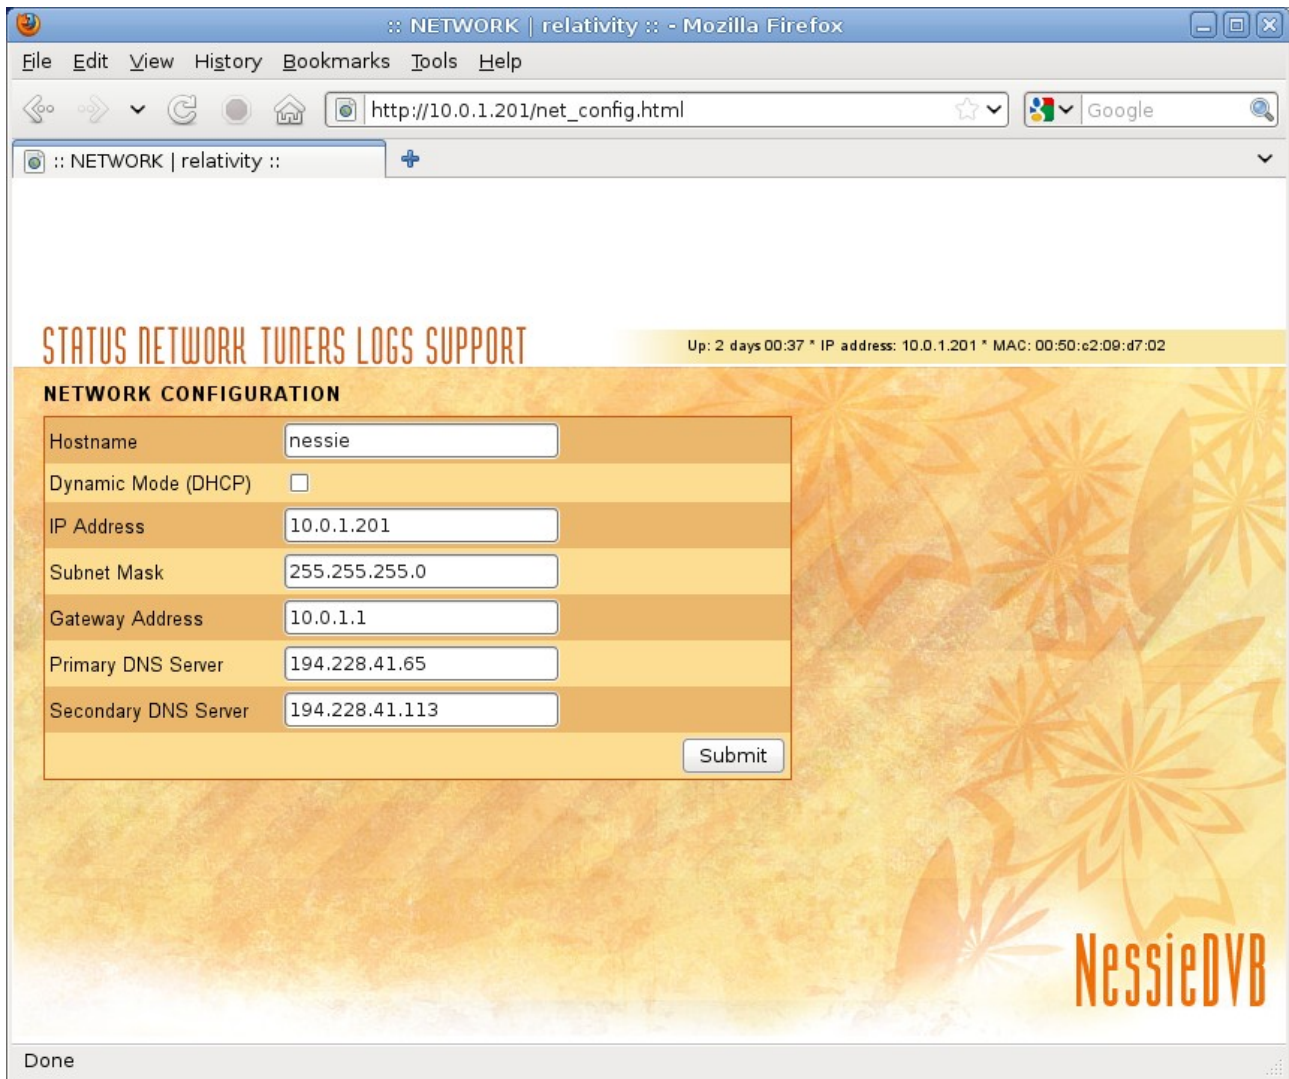 :: NETWORK | relativity :: - Mozilla Firefox
File Edit View History Bookmarks Tools Help
http://10.0.1.201/net_config.html Google
:: NETWORK | relativity ::
STATUS NETWORK TUNERS LOGS SUPPORT
Up: 2 days 00:37 * IP address: 10.0.1.201 * MAC: 00:50:c2:09:d7:02
NETWORK CONFIGURATION
Hostname nessie
Dynamic Mode (DHCP)
IP Address 10.0.1.201
Subnet Mask 255.255.255.0
Gateway Address 10.0.1.1
Primary DNS Server 194.228.41.65
Secondary DNS Server 194.228.41.113
Submit
NessieDVB
Done